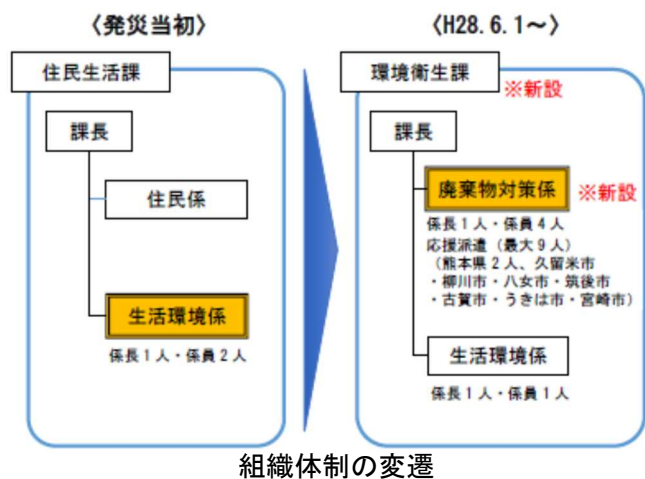 〈発災当初〉
住民生活課
課長
住民係
生活環境係
係長1人・係員2人
〈H28.6.1～〉
環境衛生課
※新設
課長
廃棄物対策係
※新設
係長1人・係員4人
応援派遣（最大9人）
（熊本県2人、久留米市
・柳川市・八女市・筑後市
・古賀市・うきは市・宮崎市）
生活環境係
係長1人・係員1人
組織体制の変遷